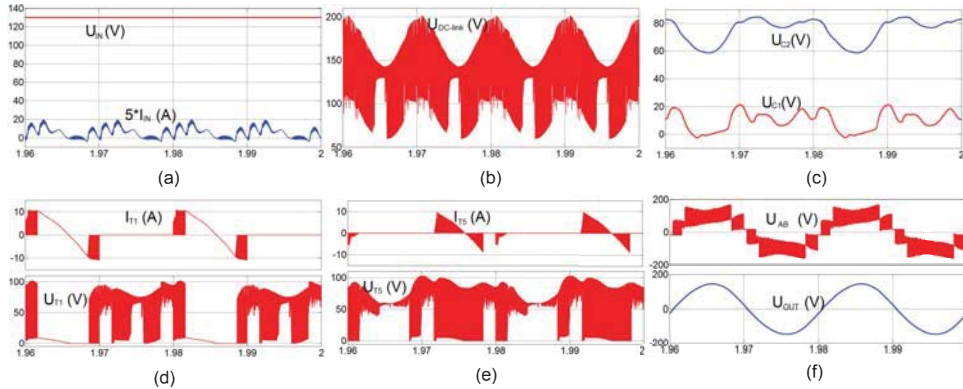 (a)
140
120
100
80
60
40
20
0
U_IN (V)
5*I_IN (A)
1.96 1.97 1.98 1.99 2
(b)
200
150
100
50
U_DC-link (V)
1.96 1.97 1.98 1.99 2
80
60
40
20
0
U_C2(V)
U_C1(V)
1.96 1.97 1.98 1.99 2
(a) (b) (c)
10
0
-10
I_T1 (A)
100
50
0
U_T1 (V)
1.96 1.97 1.98 1.99 2
10
0
-10
I_T5 (A)
100
50
0
U_T5 (V)
1.96 1.97 1.98 1.99 2
200
0
-200
U_AB (V)
200
0
-200
U_OUT (V)
1.96 1.97 1.98 1.99
(d) (e) (f)